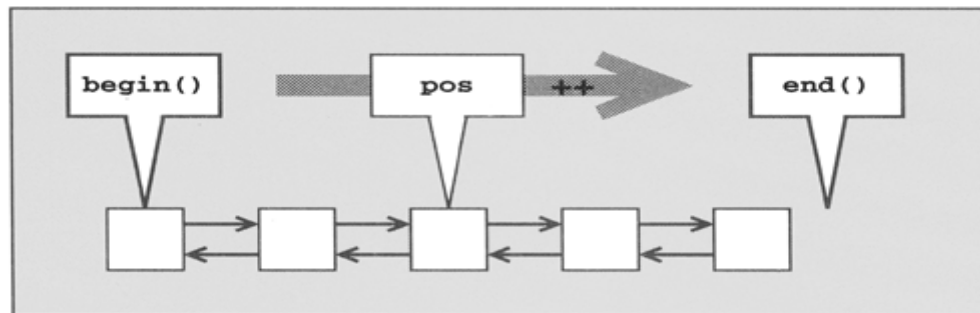 begin()
pos
++
end()